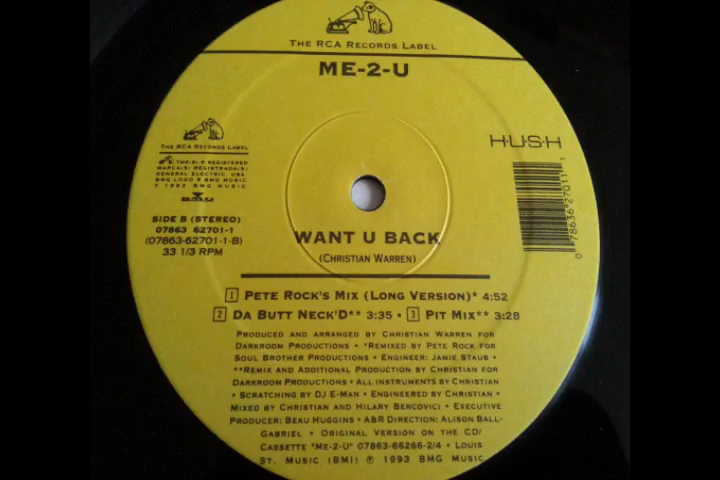 The RCA Records Label
ME-2-U
The RCA Records Label
TMK(S)® REGISTERED
MARCA(S) REGISTRADA(S)
GENERAL ELECTRIC, USA
BMG LOGO ® BMG MUSIC
© 1993 BMG MUSIC
BMG
H·U·S·H
SIDE B (STEREO)
07863 62701-1
(07863-62701-1-B)
33 1/3 RPM
0 78636 27011 1
WANT U BACK
(Christian Warren)
1 Pete Rock's Mix (Long Version)* 4:52
2 Da Butt Neck'D** 3:35 • 3 Pit Mix** 3:28
Produced and arranged by Christian Warren for
Darkroom Productions • *Remixed by Pete Rock for
Soul Brother Productions • Engineer: Jamie Staub •
**Remix and Additional Production by Christian for
Darkroom Productions • All instruments by Christian
• Scratching by DJ E-Man • Engineered by Christian •
Mixed by Christian and Hilary Bercovici • Executive
Producer: Beau Huggins • A&R Direction: Alison Ball-
Gabriel • Original Version on the CD/
Cassette "Me-2-U" 07863-66266-2/4 • Louis
St. Music (BMI) ℗ 1993 BMG Music